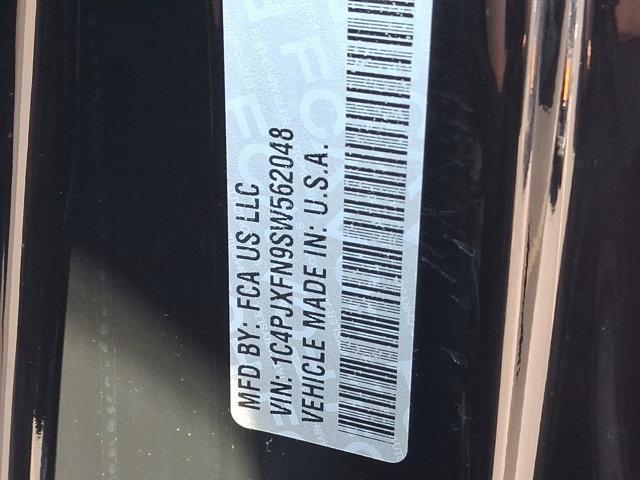 MFD BY: FCA US LLC
VIN: 1C4PJXFN9SW562048
VEHICLE MADE IN: U.S.A.